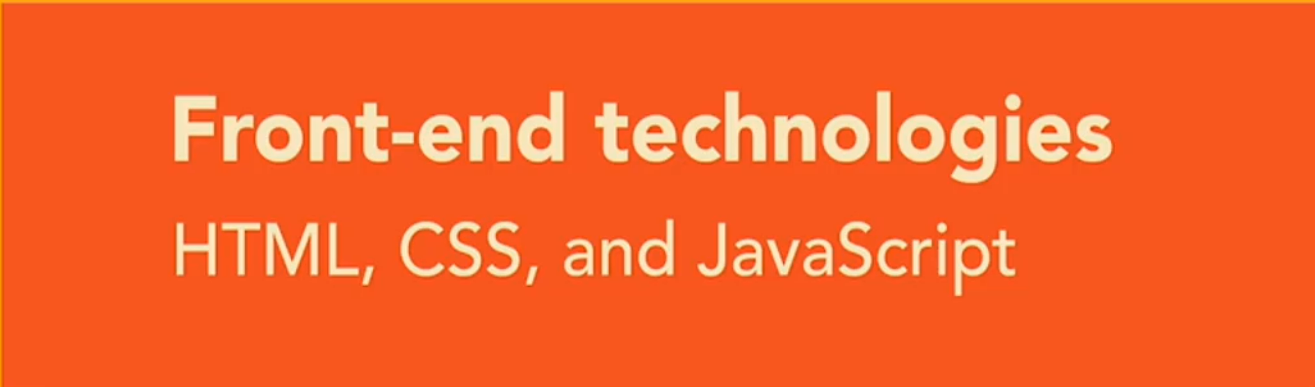 Front-end technologies
HTML, CSS, and JavaScript